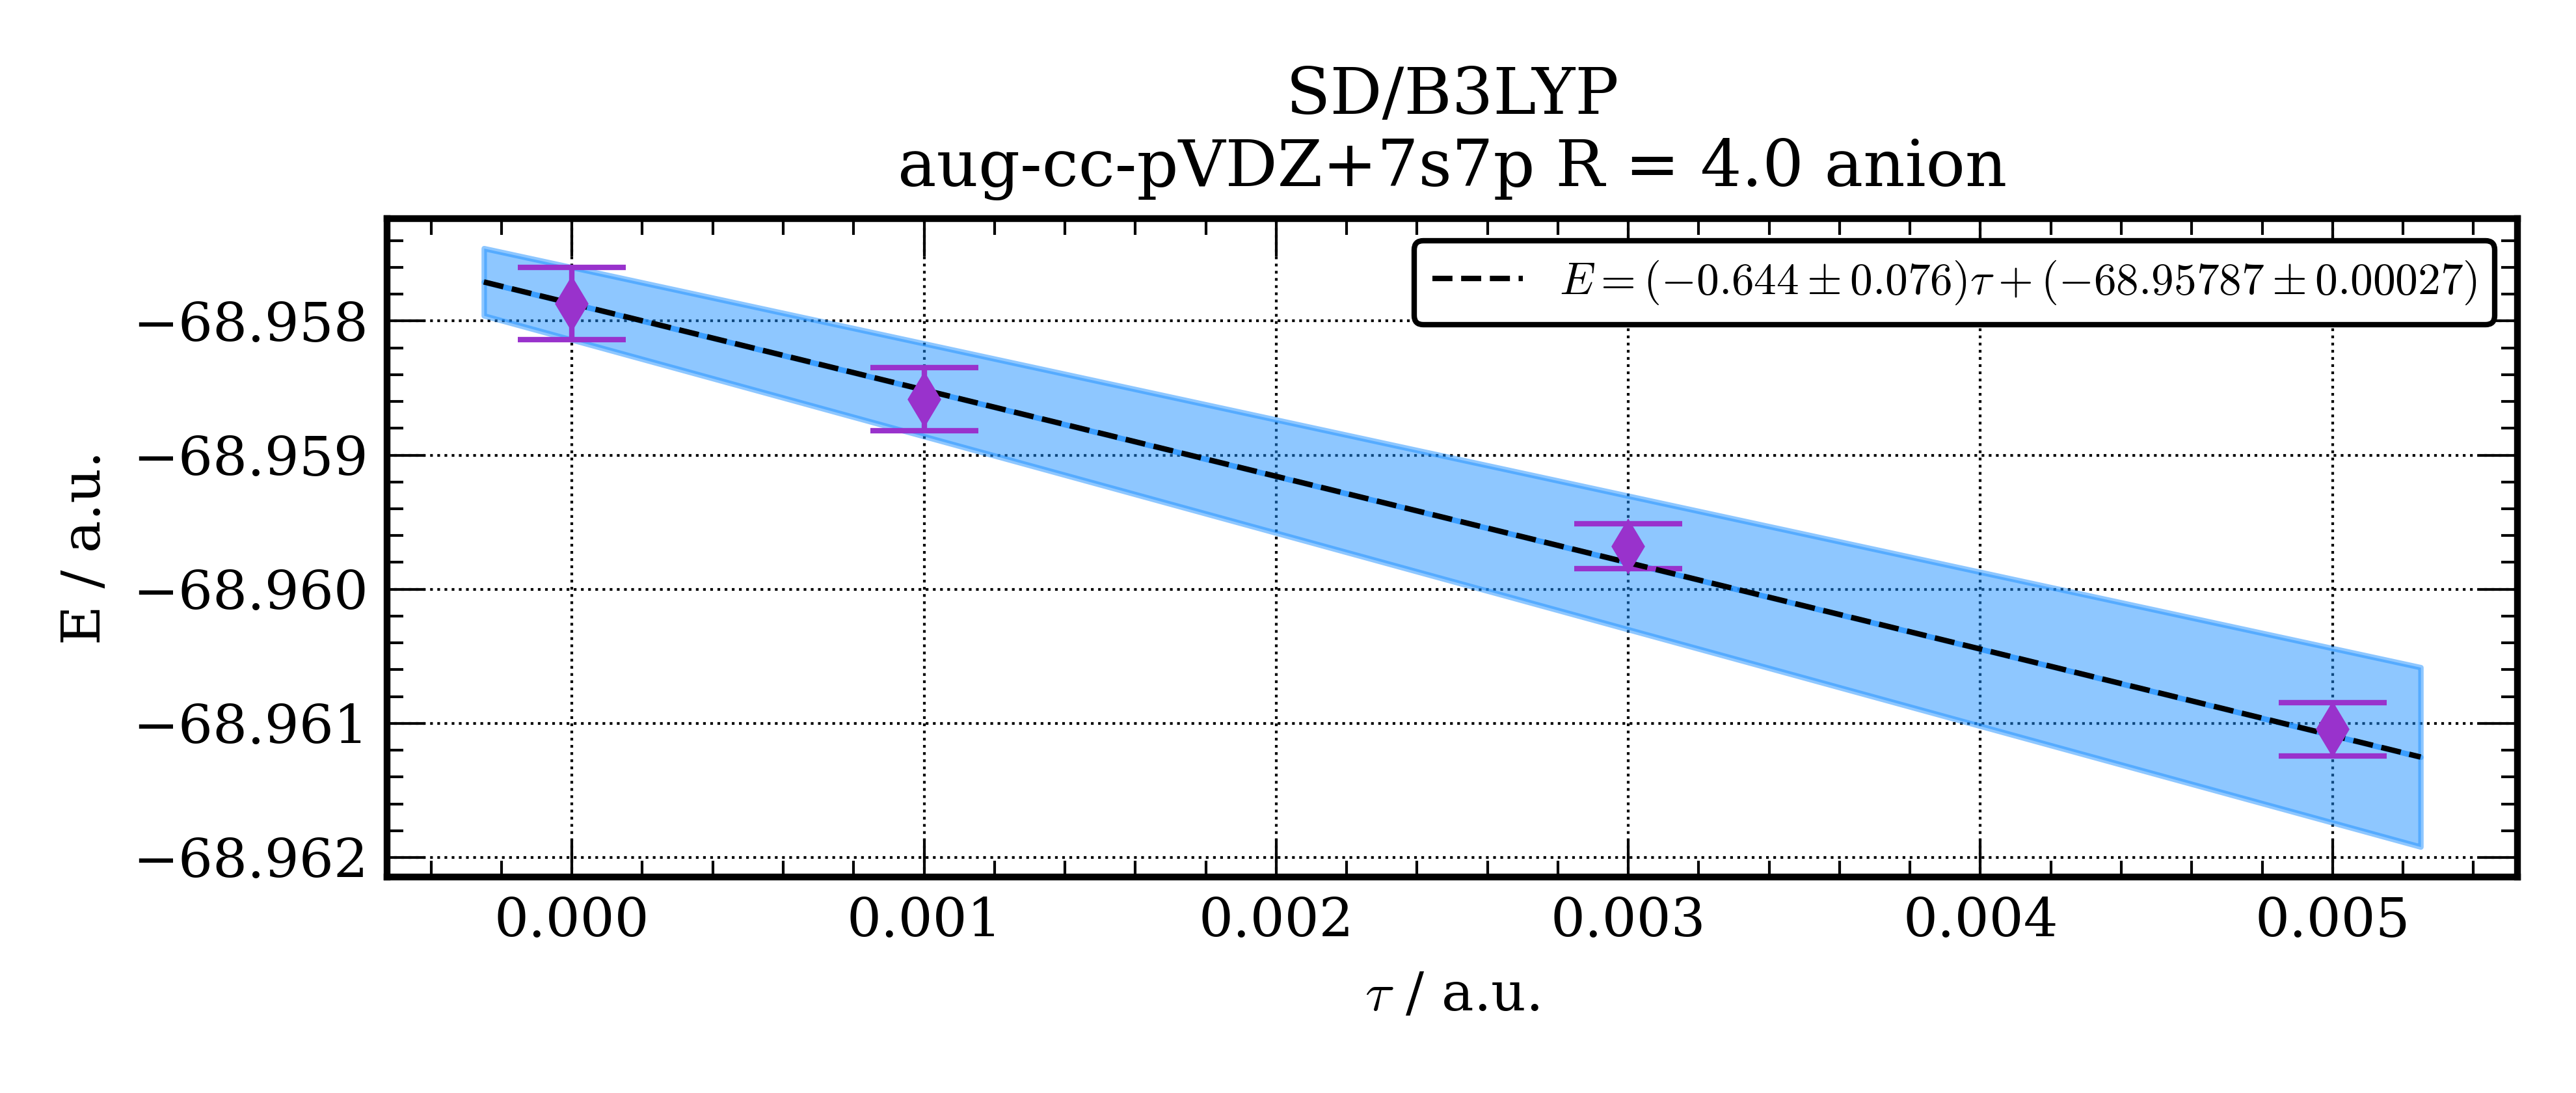 SD/B3LYP
aug-cc-pVDZ+7s7p R = 4.0 anion
E = (−0.644 ± 0.076)τ + (−68.95787 ± 0.00027)
−68.958
−68.959
−68.960
−68.961
−68.962
E / a.u.
0.000 0.001 0.002 0.003 0.004 0.005
τ / a.u.